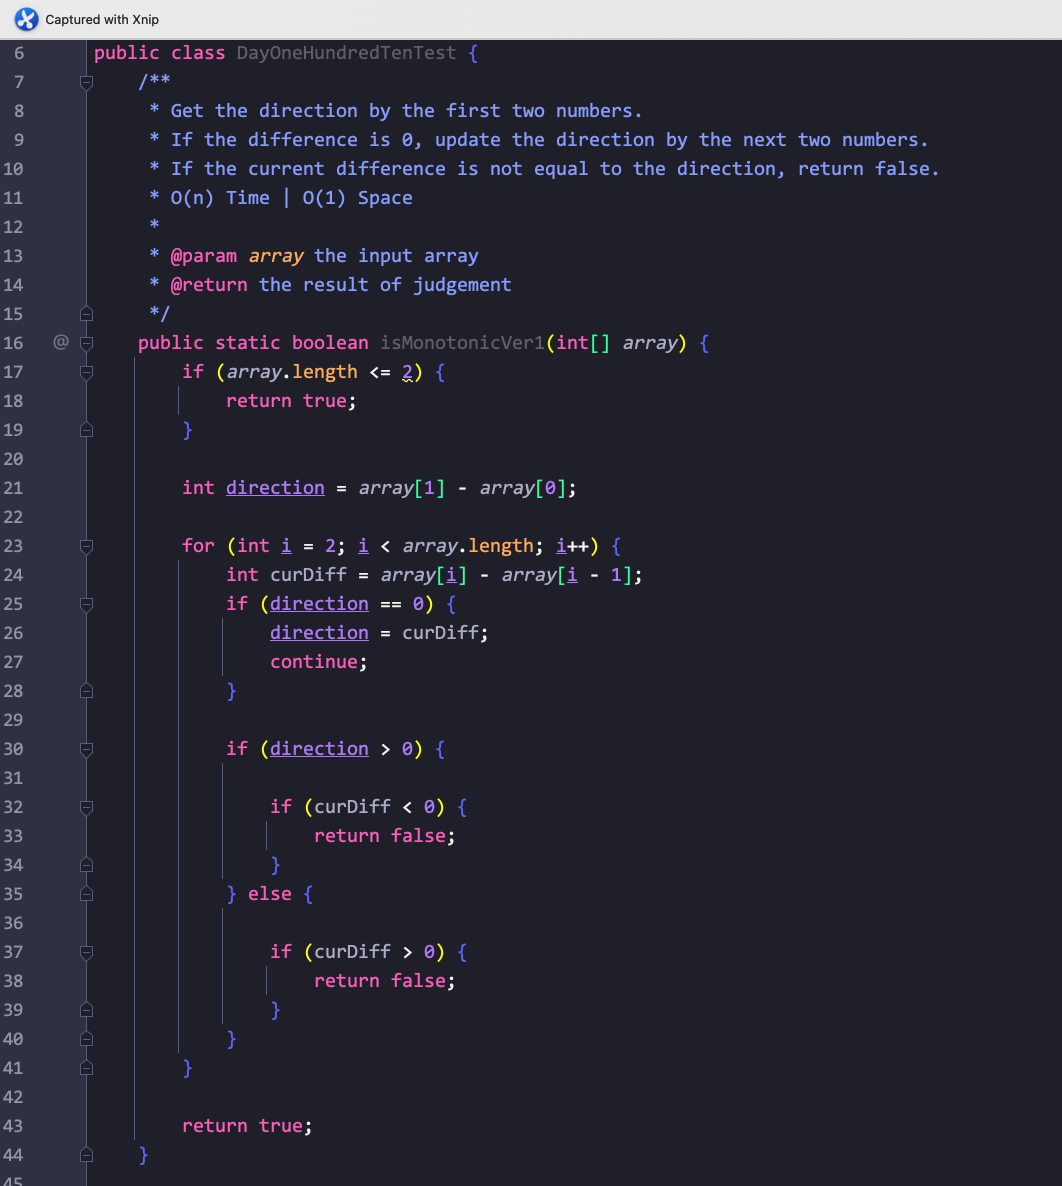 Captured with Xnip
6 public class DayOneHundredTenTest {
7 /**
8 * Get the direction by the first two numbers.
9 * If the difference is 0, update the direction by the next two numbers.
10 * If the current difference is not equal to the direction, return false.
11 * O(n) Time | O(1) Space
12 *
13 * @param array the input array
14 * @return the result of judgement
15 */
16 @ public static boolean isMonotonicVer1(int[] array) {
17 if (array.length <= 2) {
18 return true;
19 }
20
21 int direction = array[1] - array[0];
22
23 for (int i = 2; i < array.length; i++) {
24 int curDiff = array[i] - array[i - 1];
25 if (direction == 0) {
26 direction = curDiff;
27 continue;
28 }
29
30 if (direction > 0) {
31
32 if (curDiff < 0) {
33 return false;
34 }
35 } else {
36
37 if (curDiff > 0) {
38 return false;
39 }
40 }
41 }
42
43 return true;
44 }
45